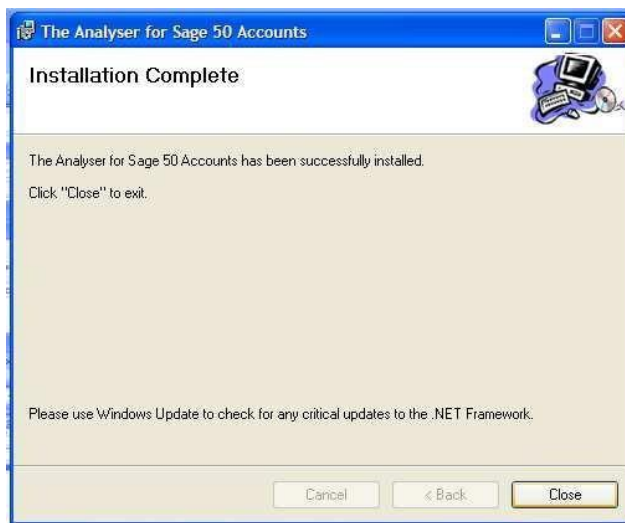 The Analyser for Sage 50 Accounts
Installation Complete
The Analyser for Sage 50 Accounts has been successfully installed.
Click "Close" to exit.
Please use Windows Update to check for any critical updates to the .NET Framework.
Cancel
< Back
Close